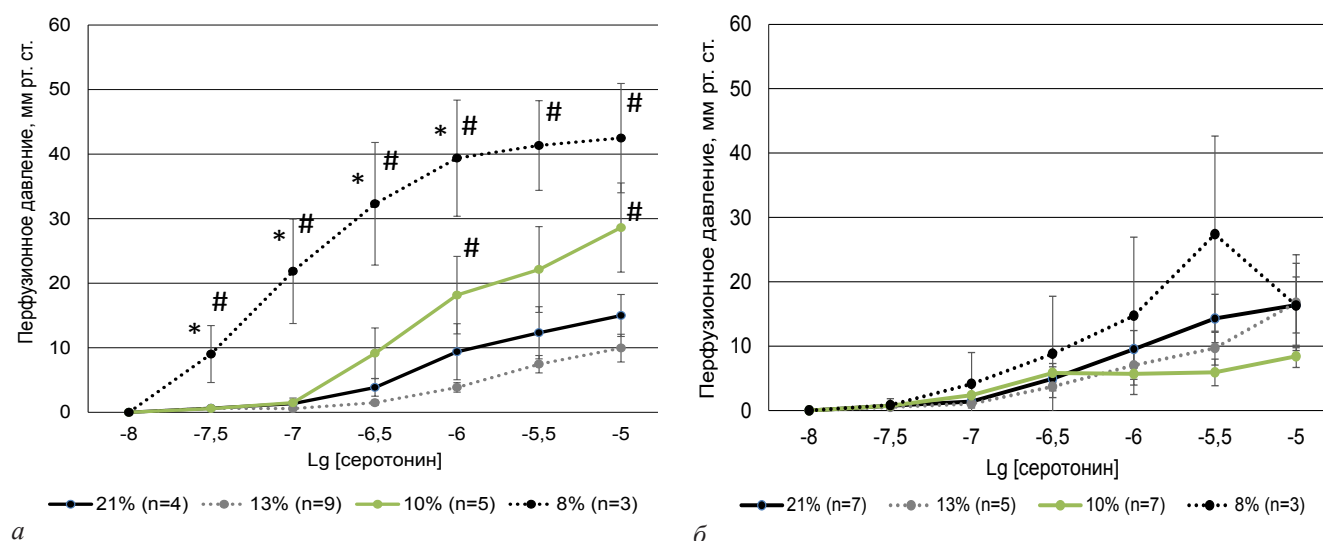 Перфузионное давление, мм рт. ст.
60
50
40
30
20
10
0
* #
* #
* #
* #
#
#
#
#
-8 -7,5 -7 -6,5 -6 -5,5 -5
Lg [серотонин]
21% (n=4) 13% (n=9) 10% (n=5) 8% (n=3)
а
Перфузионное давление, мм рт. ст.
60
50
40
30
20
10
0
-8 -7,5 -7 -6,5 -6 -5,5 -5
Lg [серотонин]
21% (n=7) 13% (n=5) 10% (n=7) 8% (n=3)
б